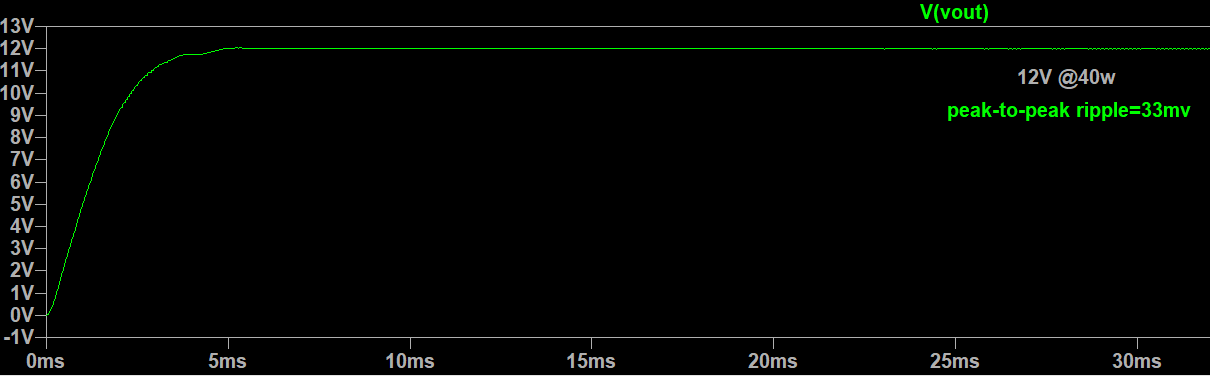 V(vout)
13V
12V
11V
10V
9V
8V
7V
6V
5V
4V
3V
2V
1V
0V
-1V
12V @40w
peak-to-peak ripple=33mv
0ms
5ms
10ms
15ms
20ms
25ms
30ms